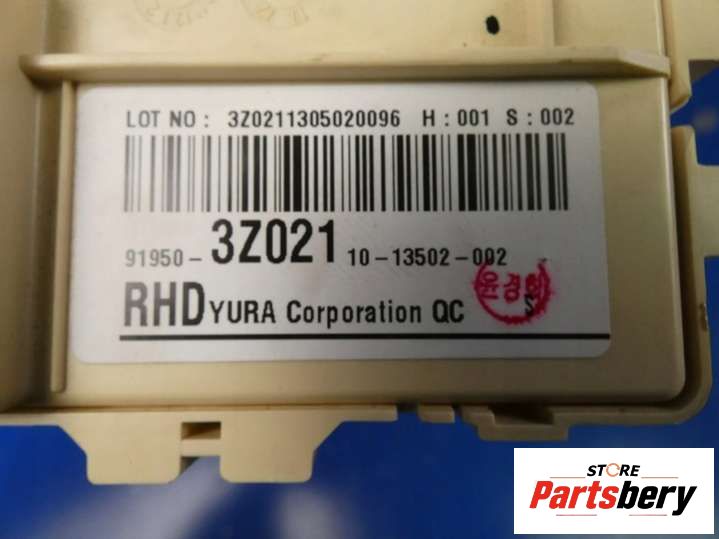 LOT NO : 3Z0211305020096 H : 001 S : 002
91950- 3Z021 10-13502-002
RHD YURA Corporation QC
S
STORE
Partsbery